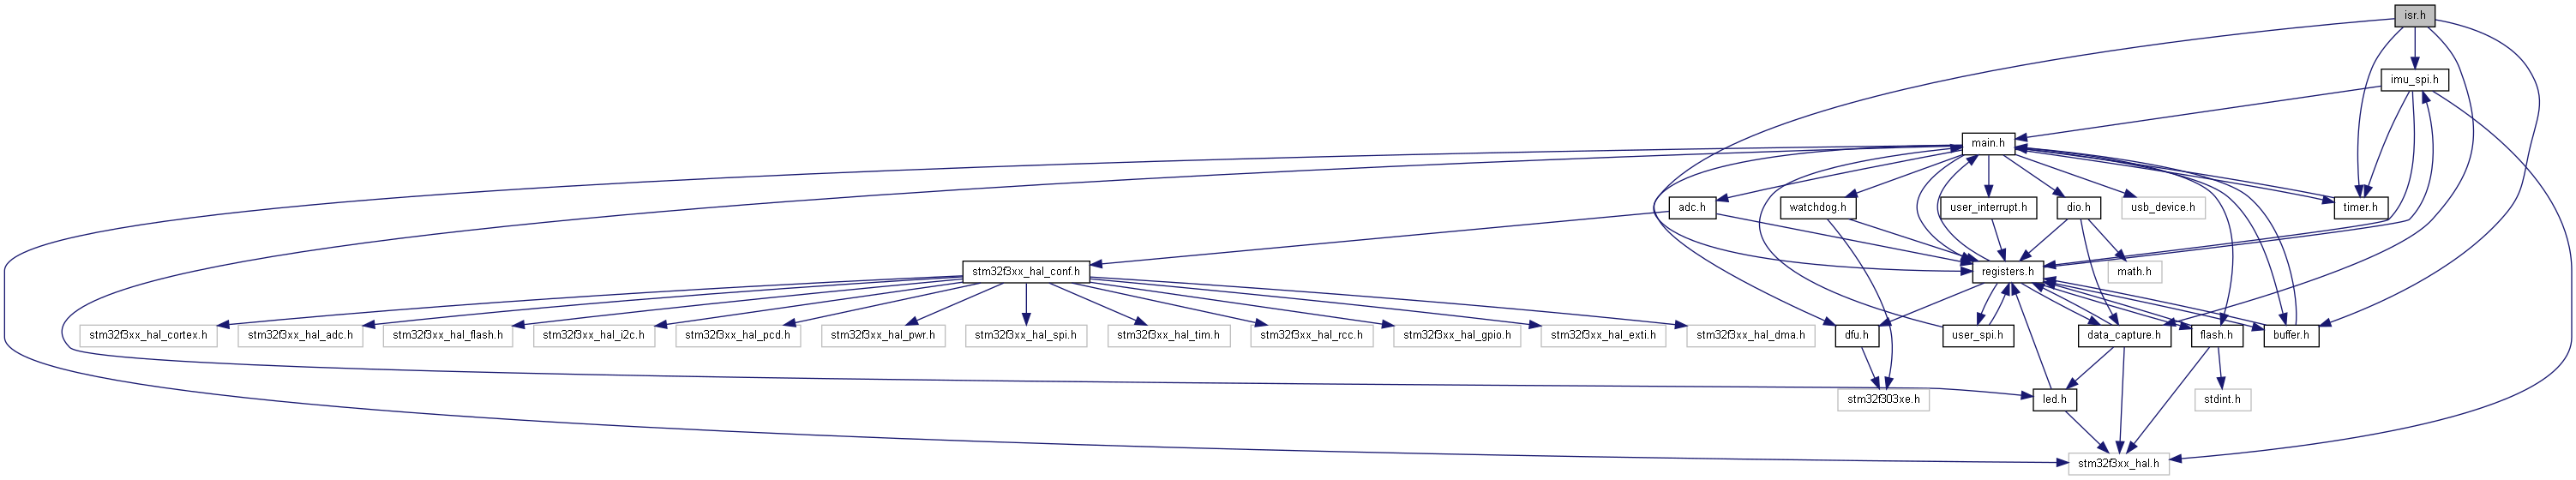 isr.h
imu_spi.h
main.h
adc.h
watchdog.h
user_interrupt.h
dio.h
usb_device.h
timer.h
stm32f3xx_hal_conf.h
registers.h
math.h
stm32f3xx_hal_cortex.h
stm32f3xx_hal_adc.h
stm32f3xx_hal_flash.h
stm32f3xx_hal_i2c.h
stm32f3xx_hal_pcd.h
stm32f3xx_hal_pwr.h
stm32f3xx_hal_spi.h
stm32f3xx_hal_tim.h
stm32f3xx_hal_rcc.h
stm32f3xx_hal_gpio.h
stm32f3xx_hal_exti.h
stm32f3xx_hal_dma.h
dfu.h
user_spi.h
data_capture.h
flash.h
buffer.h
stm32f303xe.h
led.h
stdint.h
stm32f3xx_hal.h